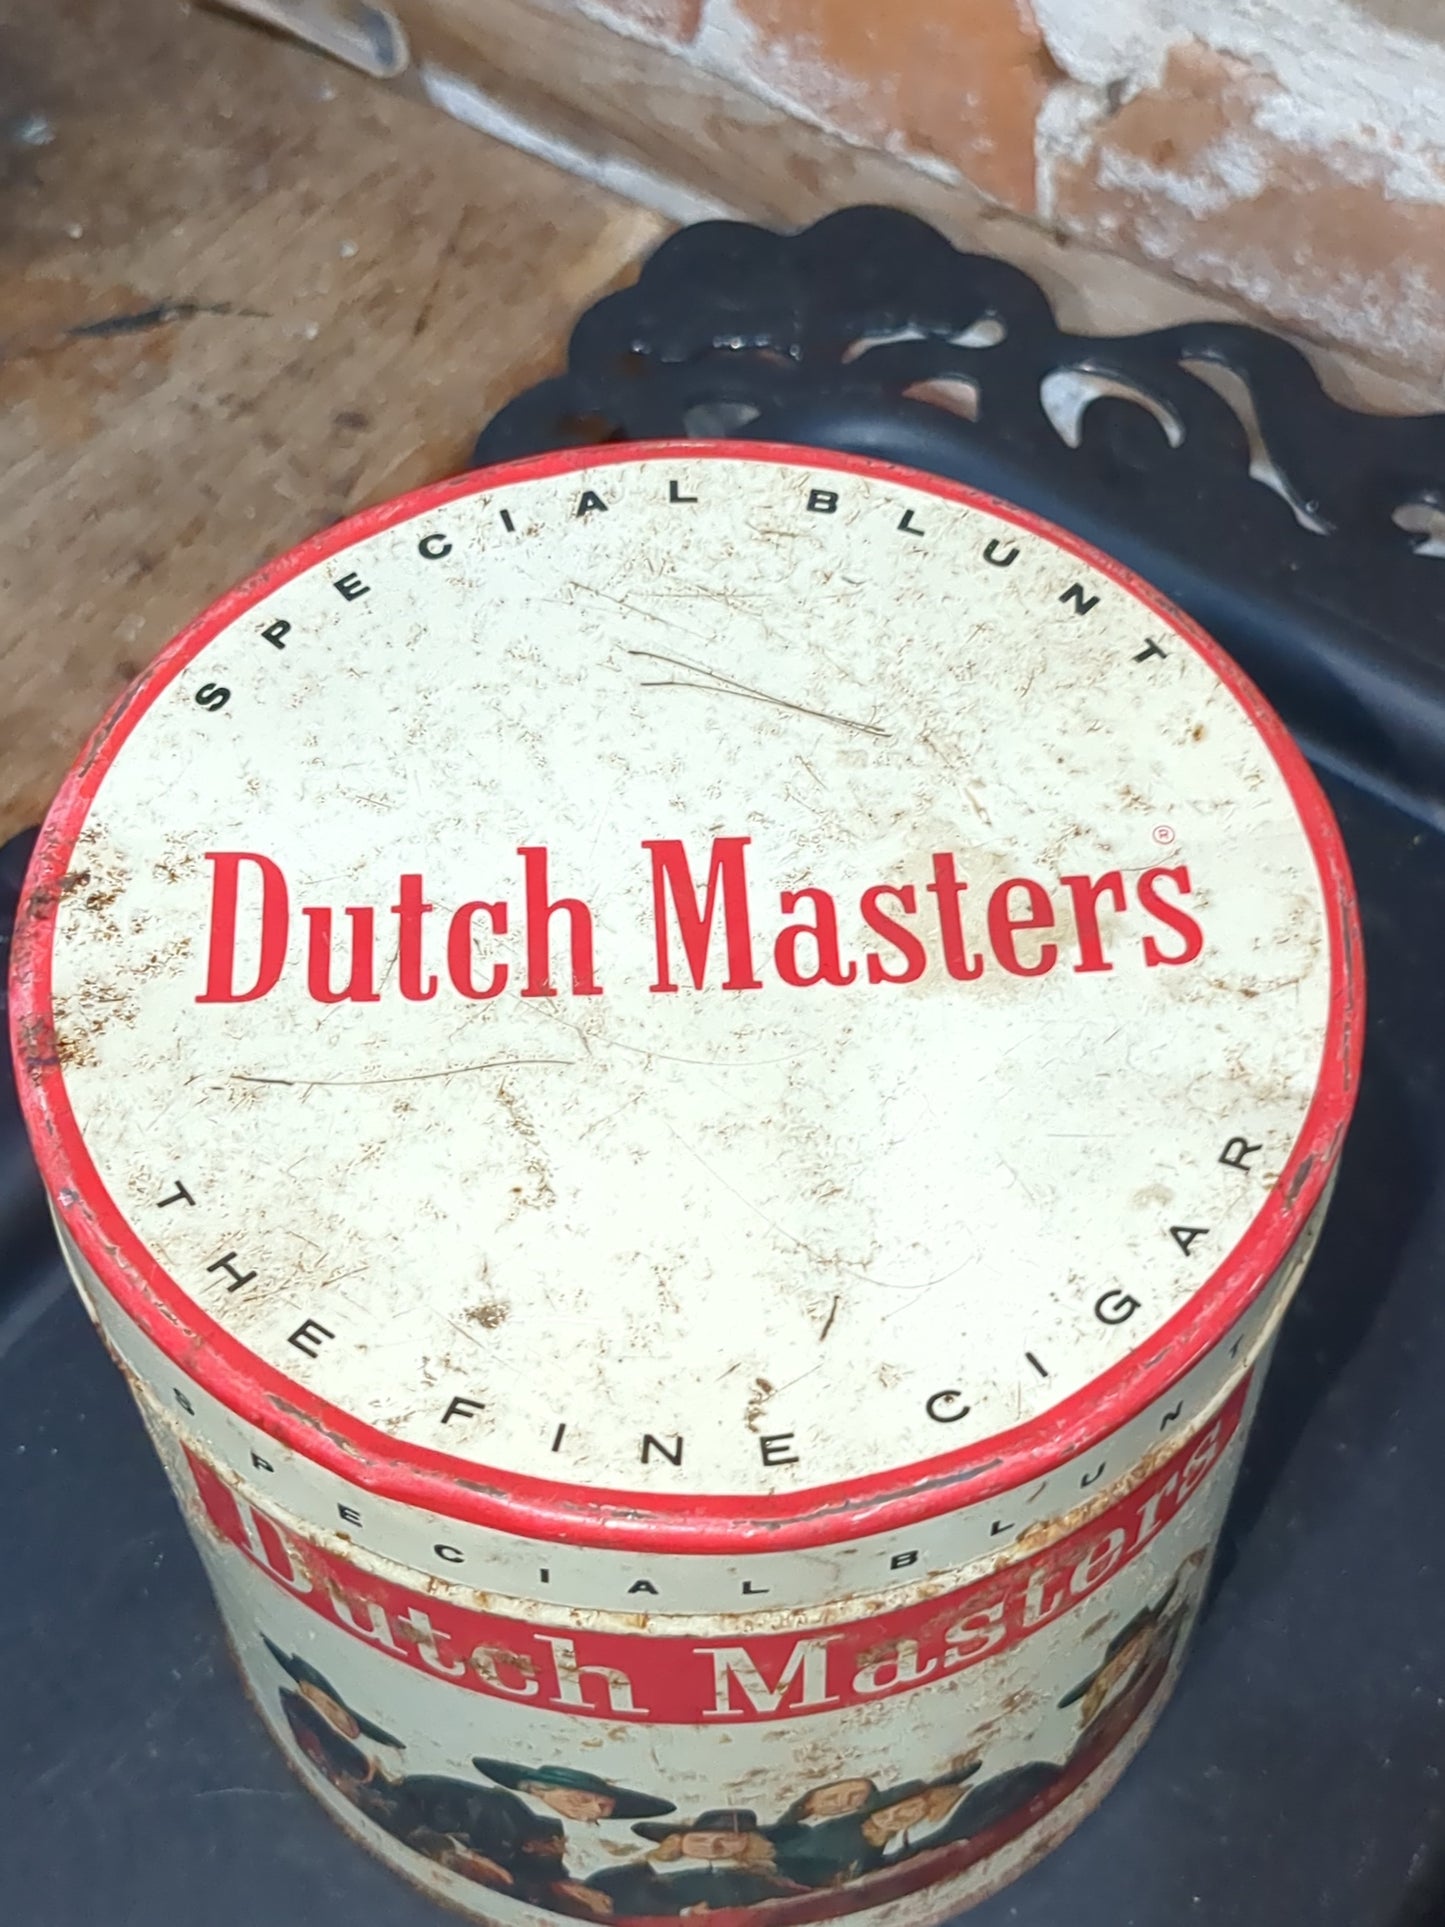 SPECIAL BLUNT
Dutch Masters ®
THE FINE CIGAR
SPECIAL BLUNT
Dutch Masters